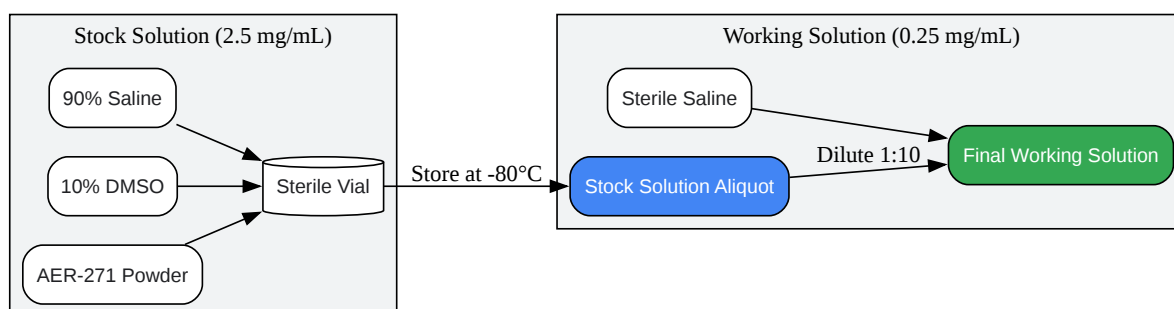 Stock Solution (2.5 mg/mL)
90% Saline
10% DMSO
AER-271 Powder
Sterile Vial
Store at -80°C
Working Solution (0.25 mg/mL)
Sterile Saline
Stock Solution Aliquot
Dilute 1:10
Final Working Solution